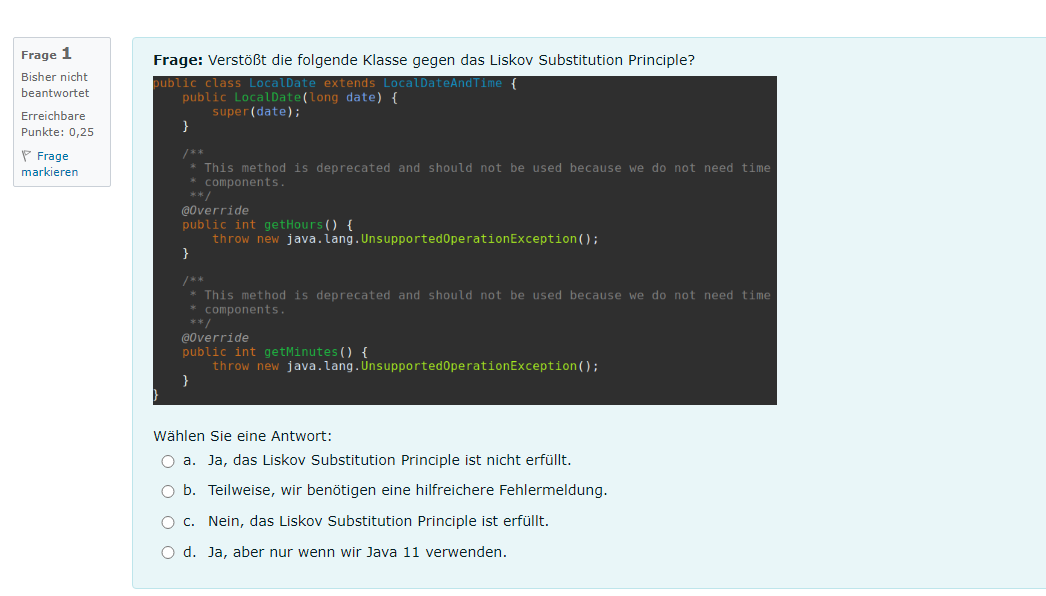 Frage 1
Bisher nicht
beantwortet
Erreichbare
Punkte: 0,25
Frage
markieren
Frage: Verstößt die folgende Klasse gegen das Liskov Substitution Principle?
public class LocalDate extends LocalDateAndTime {
public LocalDate(long date) {
super(date);
}
/**
* This method is deprecated and should not be used because we do not need time
* components.
**/
@Override
public int getHours() {
throw new java.lang.UnsupportedOperationException();
}
/**
* This method is deprecated and should not be used because we do not need time
* components.
**/
@Override
public int getMinutes() {
throw new java.lang.UnsupportedOperationException();
}
}
Wählen Sie eine Antwort:
a. Ja, das Liskov Substitution Principle ist nicht erfüllt.
b. Teilweise, wir benötigen eine hilfreichere Fehlermeldung.
c. Nein, das Liskov Substitution Principle ist erfüllt.
d. Ja, aber nur wenn wir Java 11 verwenden.